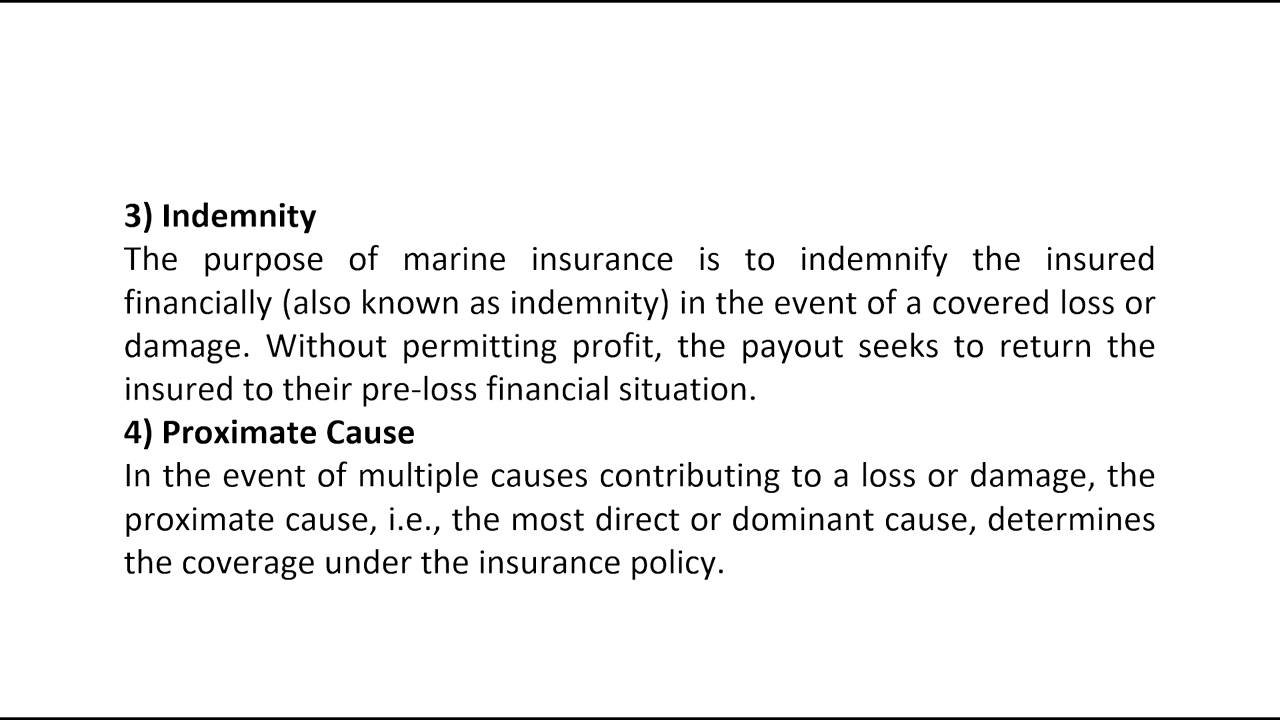 3) Indemnity
The purpose of marine insurance is to indemnify the insured
financially (also known as indemnity) in the event of a covered loss or
damage. Without permitting profit, the payout seeks to return the
insured to their pre-loss financial situation.
4) Proximate Cause
In the event of multiple causes contributing to a loss or damage, the
proximate cause, i.e., the most direct or dominant cause, determines
the coverage under the insurance policy.